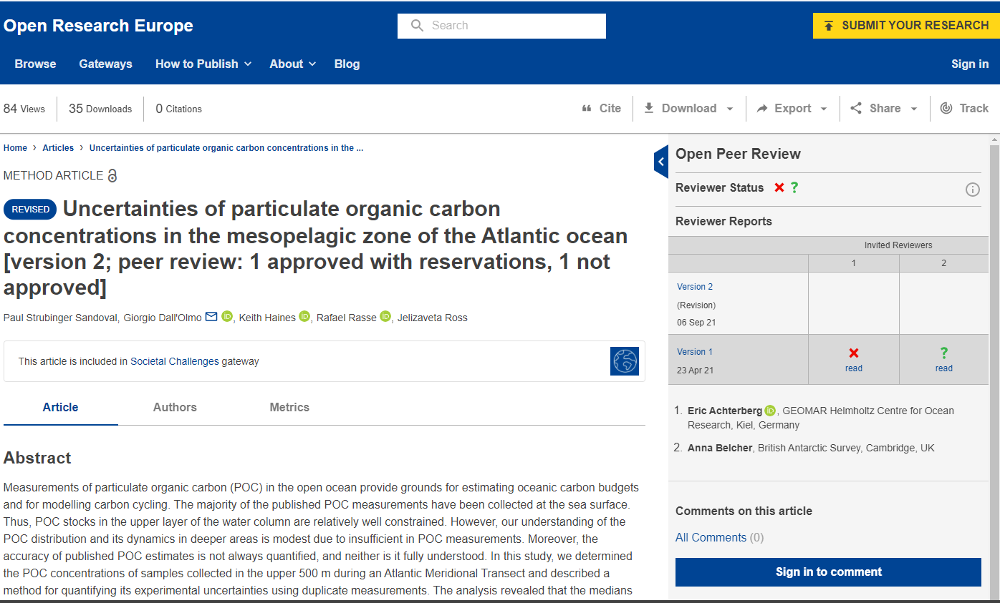 Open Research Europe
Search
SUBMIT YOUR RESEARCH
Browse Gateways How to Publish About Blog
Sign in
84 Views 35 Downloads 0 Citations
Cite Download Export Share Track
Home › Articles › Uncertainties of particulate organic carbon concentrations in the ...
METHOD ARTICLE
REVISED Uncertainties of particulate organic carbon
concentrations in the mesopelagic zone of the Atlantic ocean
[version 2; peer review: 1 approved with reservations, 1 not
approved]
Paul Strubinger Sandoval, Giorgio Dall'Olmo iD, Keith Haines iD, Rafael Rasse iD, Jelizaveta Ross
This article is included in Societal Challenges gateway
Article Authors Metrics
Abstract
Measurements of particulate organic carbon (POC) in the open ocean provide grounds for estimating oceanic carbon budgets
and for modelling carbon cycling. The majority of the published POC measurements have been collected at the sea surface.
Thus, POC stocks in the upper layer of the water column are relatively well constrained. However, our understanding of the
POC distribution and its dynamics in deeper areas is modest due to insufficient in POC measurements. Moreover, the
accuracy of published POC estimates is not always quantified, and neither is it fully understood. In this study, we determined
the POC concentrations of samples collected in the upper 500 m during an Atlantic Meridional Transect and described a
method for quantifying its experimental uncertainties using duplicate measurements. The analysis revealed that the medians
Open Peer Review
Reviewer Status ✖ ?
Reviewer Reports
Invited Reviewers
1 2
Version 2
(Revision)
06 Sep 21
Version 1
23 Apr 21
✖ ?
read read
1. Eric Achterberg iD, GEOMAR Helmholtz Centre for Ocean
Research, Kiel, Germany
2. Anna Belcher, British Antarctic Survey, Cambridge, UK
Comments on this article
All Comments (0)
Sign in to comment